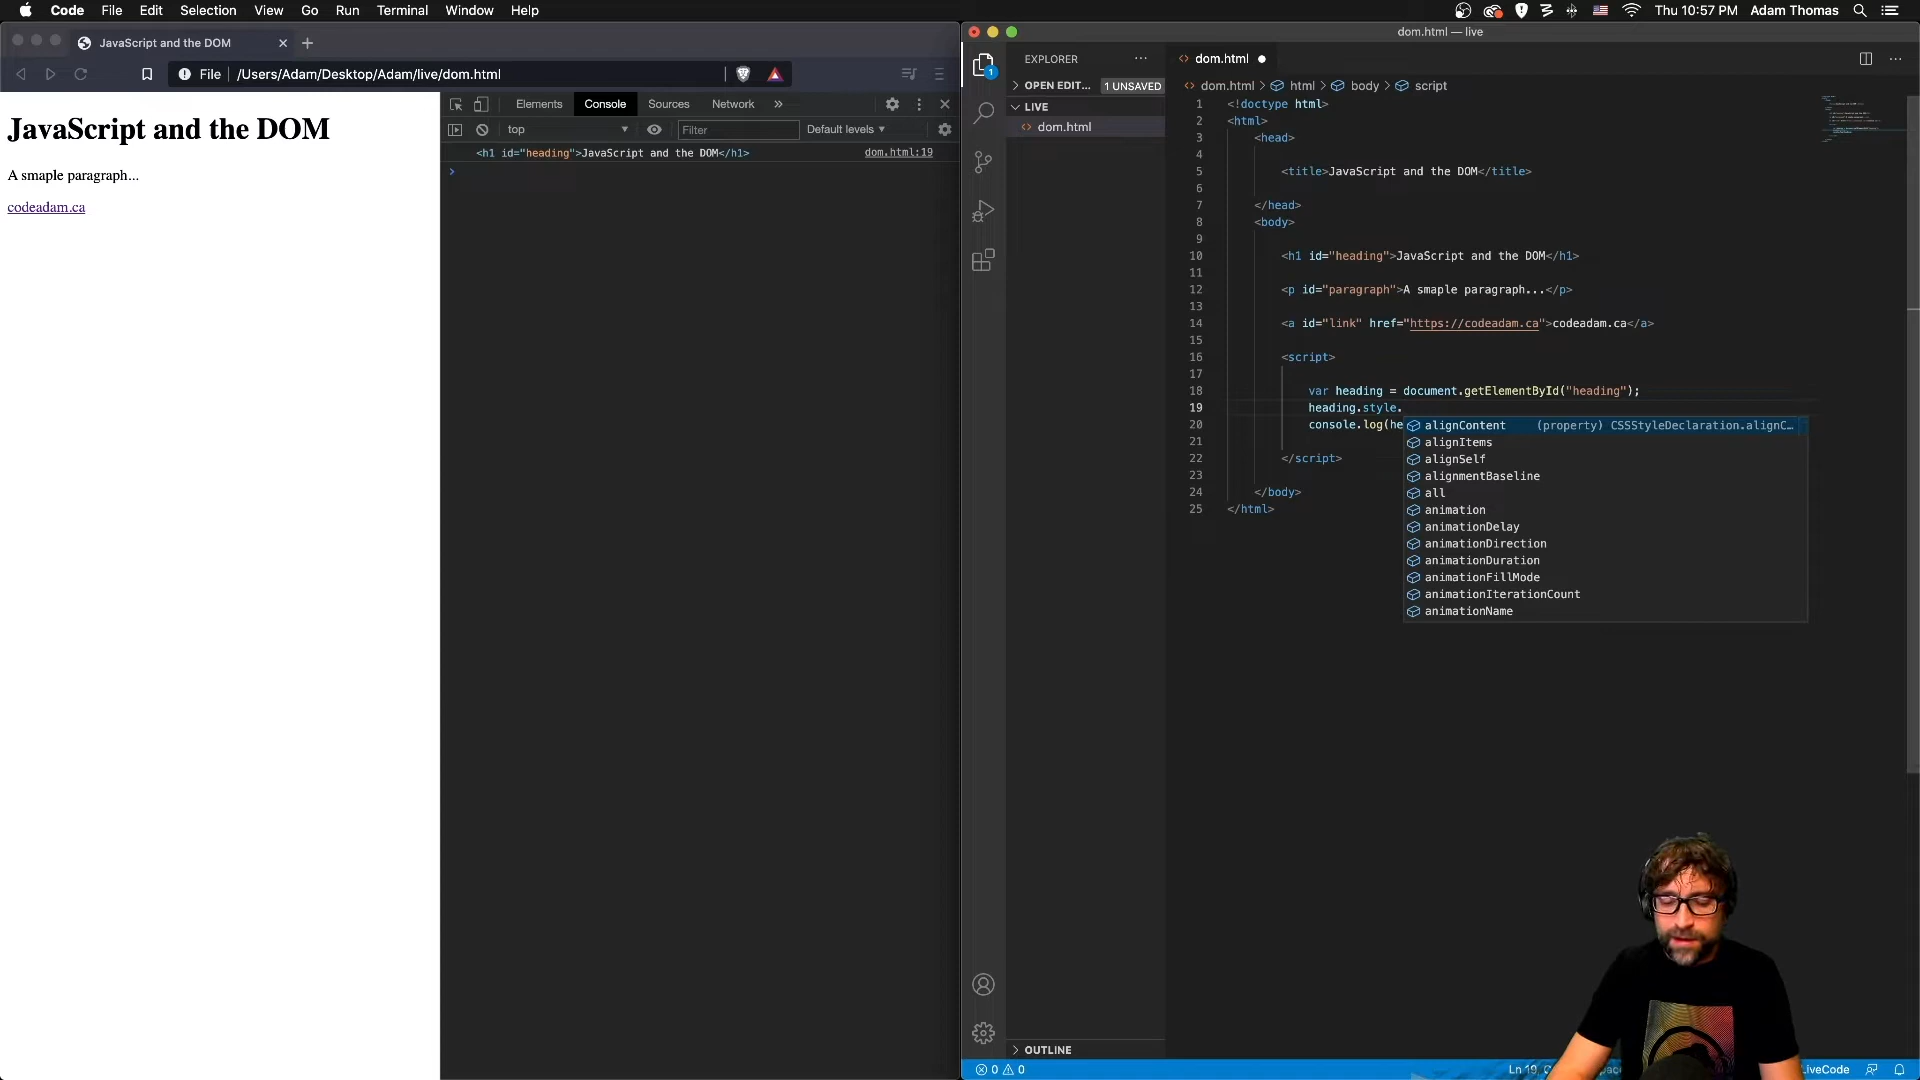 Code File Edit Selection View Go Run Terminal Window Help
Thu 10:57 PM Adam Thomas
JavaScript and the DOM
File /Users/Adam/Desktop/Adam/live/dom.html
JavaScript and the DOM
A smaple paragraph...
codeadam.ca
Elements Console Sources Network »
top Filter Default levels
<h1 id="heading">JavaScript and the DOM</h1> dom.html:19
dom.html — live
EXPLORER
OPEN EDIT... 1 UNSAVED
LIVE
dom.html
OUTLINE
1
dom.html
dom.html > html > body > script
1 <!doctype html>
2 <html>
3 <head>
4
5 <title>JavaScript and the DOM</title>
6
7 </head>
8 <body>
9
10 <h1 id="heading">JavaScript and the DOM</h1>
11
12 <p id="paragraph">A smaple paragraph...</p>
13
14 <a id="link" href="https://codeadam.ca">codeadam.ca</a>
15
16 <script>
17
18 var heading = document.getElementById("heading");
19 heading.style.
20 console.log(he
21
22 </script>
23
24 </body>
25 </html>
alignContent (property) CSSStyleDeclaration.alignC…
alignItems
alignSelf
alignmentBaseline
all
animation
animationDelay
animationDirection
animationDuration
animationFillMode
animationIterationCount
animationName
0 0
Ln 19,
LiveCode